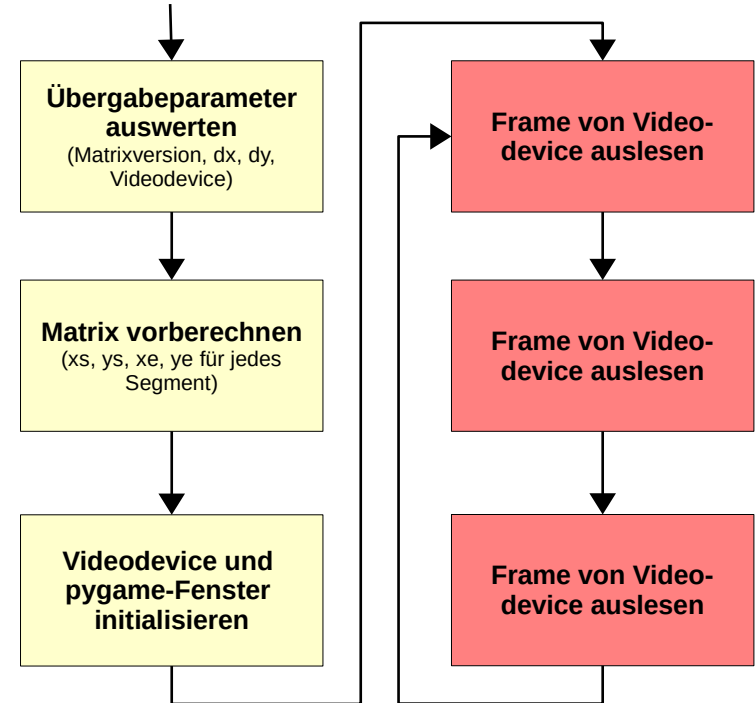 Übergabeparameter
auswerten
(Matrixversion, dx, dy,
Videodevice)
Matrix vorberechnen
(xs, ys, xe, ye für jedes
Segment)
Videodevice und
pygame-Fenster
initialisieren
Frame von Video-
device auslesen
Frame von Video-
device auslesen
Frame von Video-
device auslesen